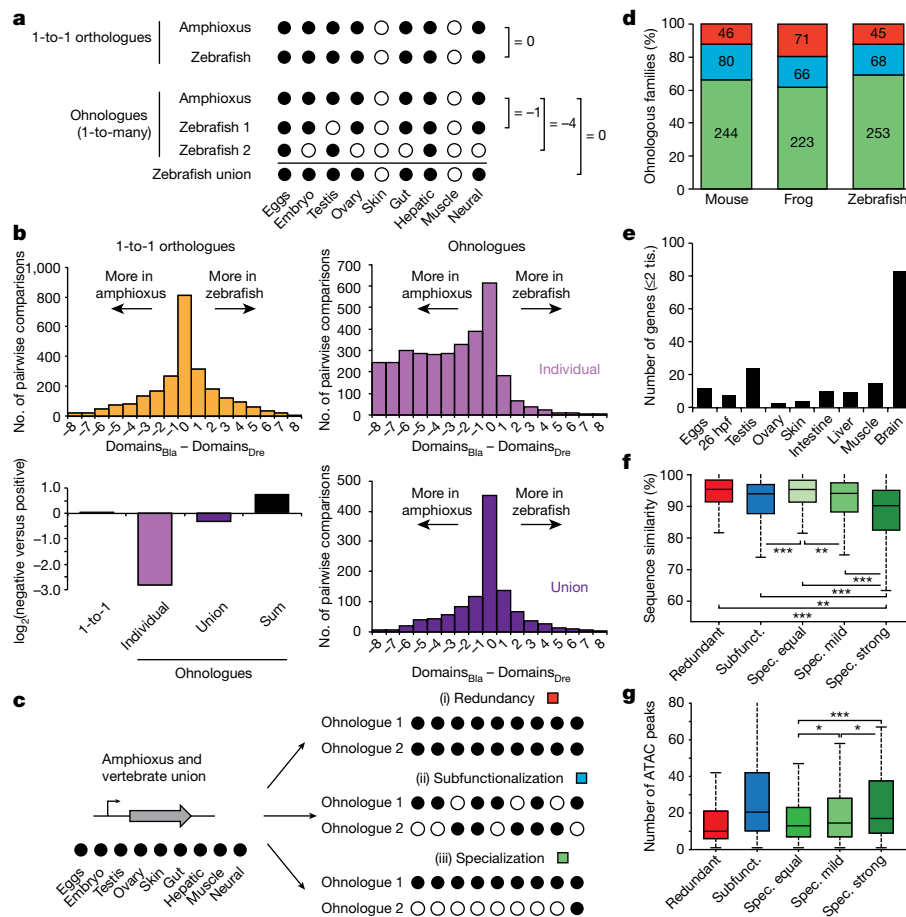 a
1-to-1 orthologues
Amphioxus
Zebrafish
= 0
Ohnologues
(1-to-many)
Amphioxus
Zebrafish 1
Zebrafish 2
Zebrafish union
= –1
= –4
= 0
Eggs
Embryo
Testis
Ovary
Skin
Gut
Hepatic
Muscle
Neural
b
1-to-1 orthologues
No. of pairwise comparisons
1,000
800
600
400
200
0
More in
amphioxus
More in
zebrafish
–8 –7 –6 –5 –4 –3 –2 –1 0 1 2 3 4 5 6 7 8
DomainsBla – DomainsDre
Ohnologues
No. of pairwise comparisons
700
600
500
400
300
200
100
0
More in
amphioxus
More in
zebrafish
Individual
–8 –7 –6 –5 –4 –3 –2 –1 0 1 2 3 4 5 6 7 8
DomainsBla – DomainsDre
log2(negative versus positive)
1.0
0
–1.0
–2.0
–3.0
1-to-1
Individual
Union
Sum
Ohnologues
No. of pairwise comparisons
500
400
300
200
100
0
More in
amphioxus
More in
zebrafish
Union
–8 –7 –6 –5 –4 –3 –2 –1 0 1 2 3 4 5 6 7 8
DomainsBla – DomainsDre
c
Amphioxus and
vertebrate union
Eggs
Embryo
Testis
Ovary
Skin
Gut
Hepatic
Muscle
Neural
(i) Redundancy
Ohnologue 1
Ohnologue 2
(ii) Subfunctionalization
Ohnologue 1
Ohnologue 2
(iii) Specialization
Ohnologue 1
Ohnologue 2
d
Ohnologous families (%)
100
80
60
40
20
0
46
80
244
71
66
223
45
68
253
Mouse
Frog
Zebrafish
e
Number of genes (≤2 tis.)
100
80
60
40
20
0
Eggs
26 hpf
Testis
Ovary
Skin
Intestine
Liver
Muscle
Brain
f
Sequence similarity (%)
100
90
80
70
60
***
**
***
***
**
***
Redundant
Subfunct.
Spec. equal
Spec. mild
Spec. strong
g
Number of ATAC peaks
80
60
40
20
0
***
*
*
Redundant
Subfunct.
Spec. equal
Spec. mild
Spec. strong